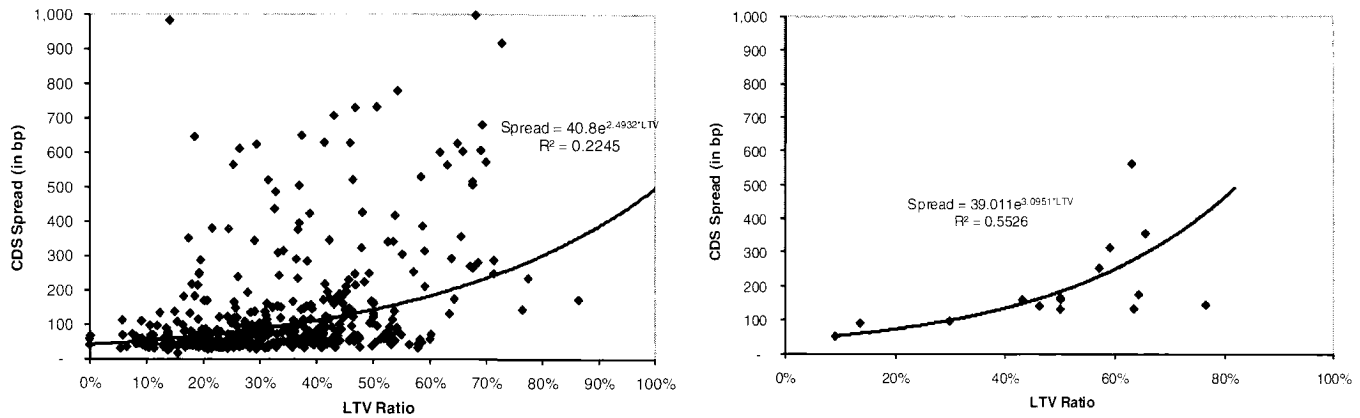 1,000
900
800
700
600
500
400
300
200
100
-
CDS Spread (in bp)
Spread = 40.8e^2.4932*LTV
R² = 0.2245
0% 10% 20% 30% 40% 50% 60% 70% 80% 90% 100%
LTV Ratio
1,000
900
800
700
600
500
400
300
200
100
-
CDS Spread (in bp)
Spread = 39.011e^3.0951*LTV
R² = 0.5526
0% 20% 40% 60% 80% 100%
LTV Ratio